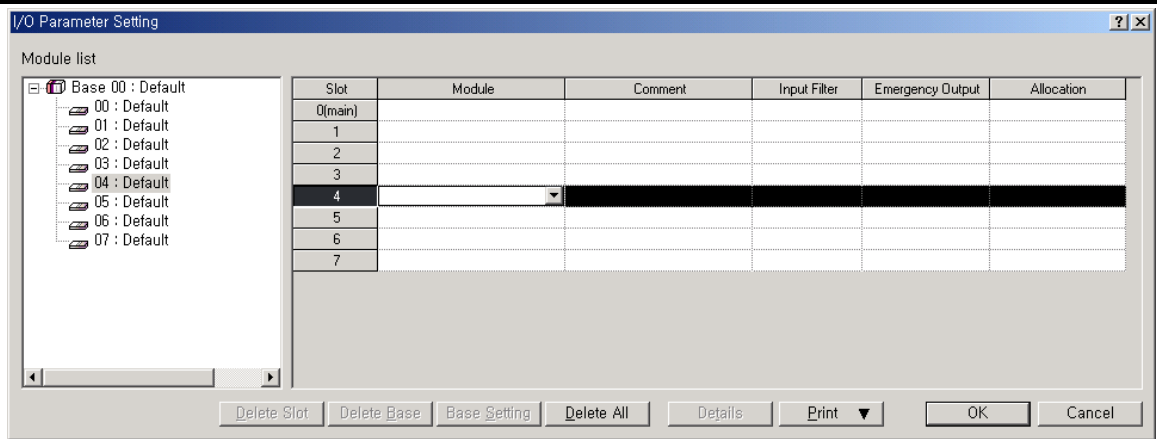 I/O Parameter Setting
Module list
Base 00 : Default
00 : Default
01 : Default
02 : Default
03 : Default
04 : Default
05 : Default
06 : Default
07 : Default
Slot Module Comment Input Filter Emergency Output Allocation
0(main)
1
2
3
4
5
6
7
Delete Slot Delete Base Base Setting Delete All Details Print ▼ OK Cancel